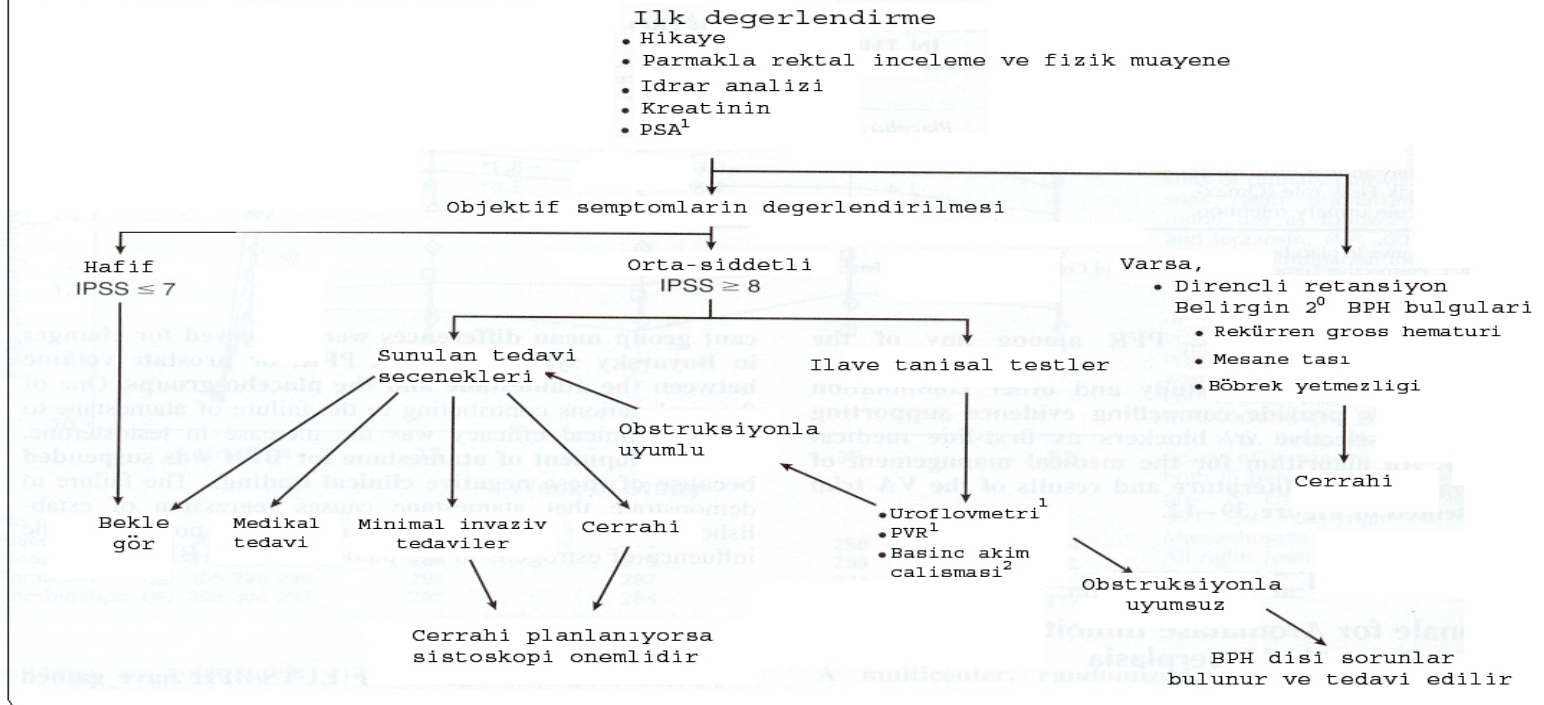 Ilk degerlendirme
• Hikaye
• Parmakla rektal inceleme ve fizik muayene
• Idrar analizi
• Kreatinin
• PSA¹
Objektif semptomlarin degerlendirilmesi
Hafif
IPSS ≤ 7
Orta-siddetli
IPSS ≥ 8
Varsa,
• Direncli retansiyon
Belirgin 2⁰ BPH bulgulari
• Rekürren gross hematuri
• Mesane tası
• Böbrek yetmezligi
Sunulan tedavi
secenekleri
Ilave tanisal testler
Obstruksiyonla
uyumlu
Cerrahi
Bekle
gör
Medikal
tedavi
Minimal invaziv
tedaviler
Cerrahi
• Uroflovmetri¹
• PVR¹
• Basinc akim
calismasi²
Obstruksiyonla
uyumsuz
Cerrahi planlanıyorsa
sistoskopi onemlidir
BPH disi sorunlar
bulunur ve tedavi edilir